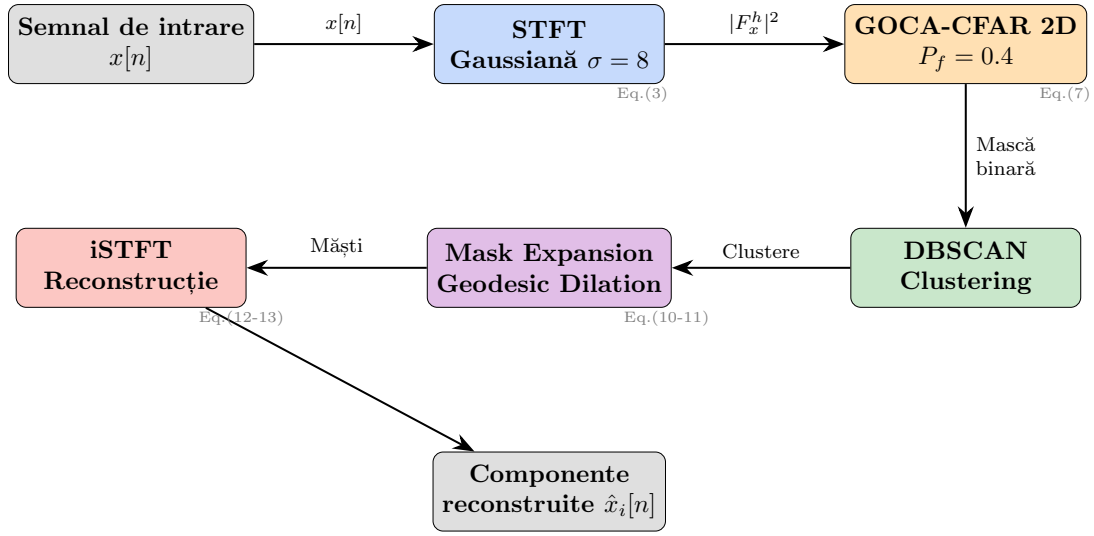 Semnal de intrare
x[n]
x[n]
STFT
Gaussiană σ = 8
Eq.(3)
|F_x^h|^2
GOCA-CFAR 2D
P_f = 0.4
Eq.(7)
Mască
binară
DBSCAN
Clustering
Clustere
Mask Expansion
Geodesic Dilation
Eq.(10-11)
Măști
iSTFT
Reconstrucție
Eq.(12-13)
Componente
reconstruite x̂_i[n]